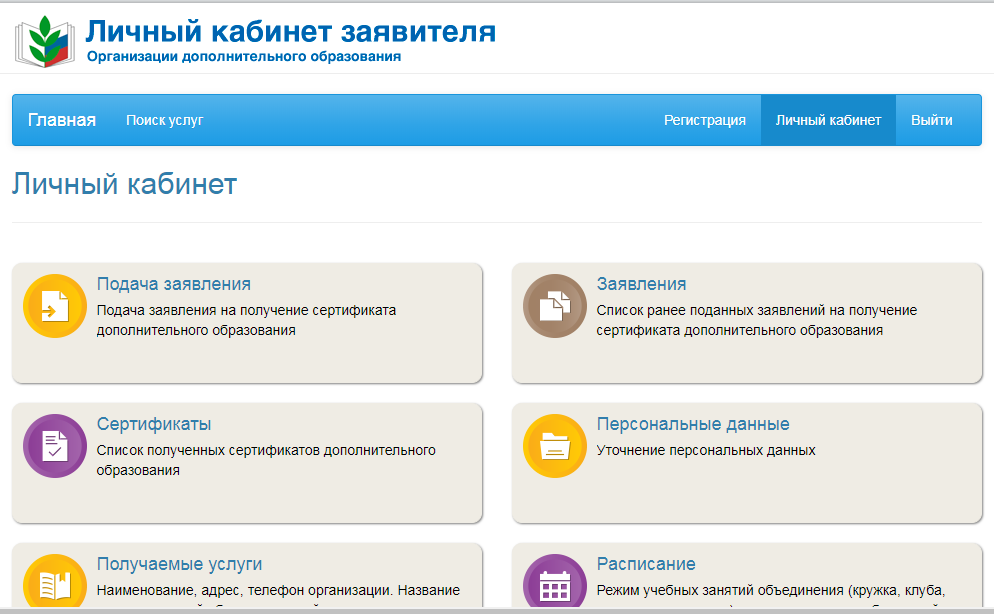 Личный кабинет заявителя
Организации дополнительного образования
Главная Поиск услуг Регистрация Личный кабинет Выйти
Личный кабинет
Подача заявления
Подача заявления на получение сертификата
дополнительного образования
Заявления
Список ранее поданных заявлений на получение
сертификата дополнительного образования
Сертификаты
Список полученных сертификатов дополнительного
образования
Персональные данные
Уточнение персональных данных
Получаемые услуги
Наименование, адрес, телефон организации. Название
Расписание
Режим учебных занятий объединения (кружка, клуба,